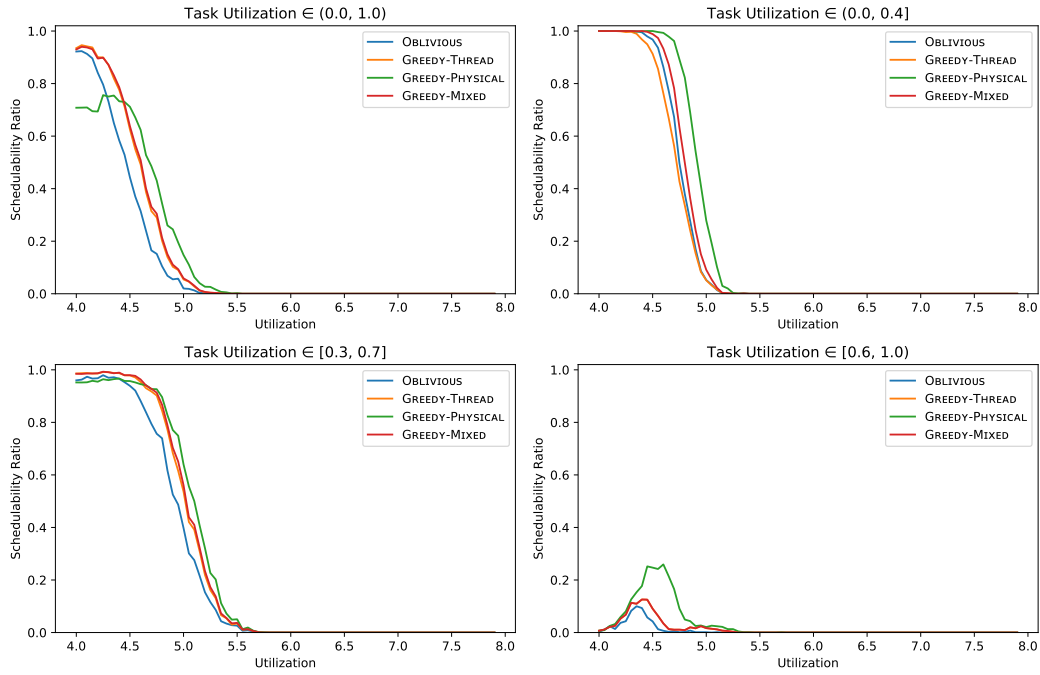 Task Utilization ∈ (0.0, 1.0)
Schedulability Ratio
1.0
0.8
0.6
0.4
0.2
0.0
Oblivious
Greedy-Thread
Greedy-Physical
Greedy-Mixed
4.0 4.5 5.0 5.5 6.0 6.5 7.0 7.5 8.0
Utilization
Task Utilization ∈ (0.0, 0.4]
Schedulability Ratio
1.0
0.8
0.6
0.4
0.2
0.0
Oblivious
Greedy-Thread
Greedy-Physical
Greedy-Mixed
4.0 4.5 5.0 5.5 6.0 6.5 7.0 7.5 8.0
Utilization
Task Utilization ∈ [0.3, 0.7]
Schedulability Ratio
1.0
0.8
0.6
0.4
0.2
0.0
Oblivious
Greedy-Thread
Greedy-Physical
Greedy-Mixed
4.0 4.5 5.0 5.5 6.0 6.5 7.0 7.5 8.0
Utilization
Task Utilization ∈ [0.6, 1.0)
Schedulability Ratio
1.0
0.8
0.6
0.4
0.2
0.0
Oblivious
Greedy-Thread
Greedy-Physical
Greedy-Mixed
4.0 4.5 5.0 5.5 6.0 6.5 7.0 7.5 8.0
Utilization